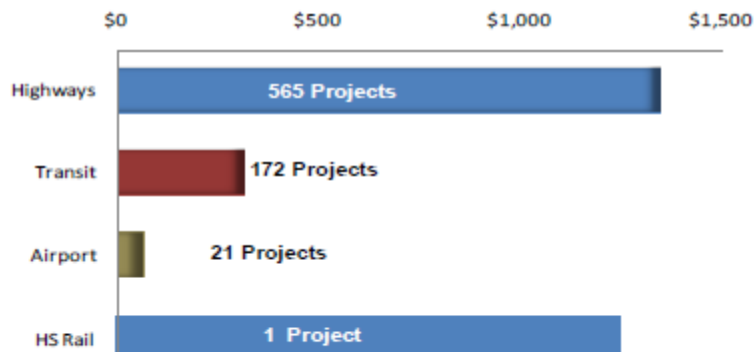 $0 $500 $1,000 $1,500
Highways 565 Projects
Transit 172 Projects
Airport 21 Projects
HS Rail 1 Project